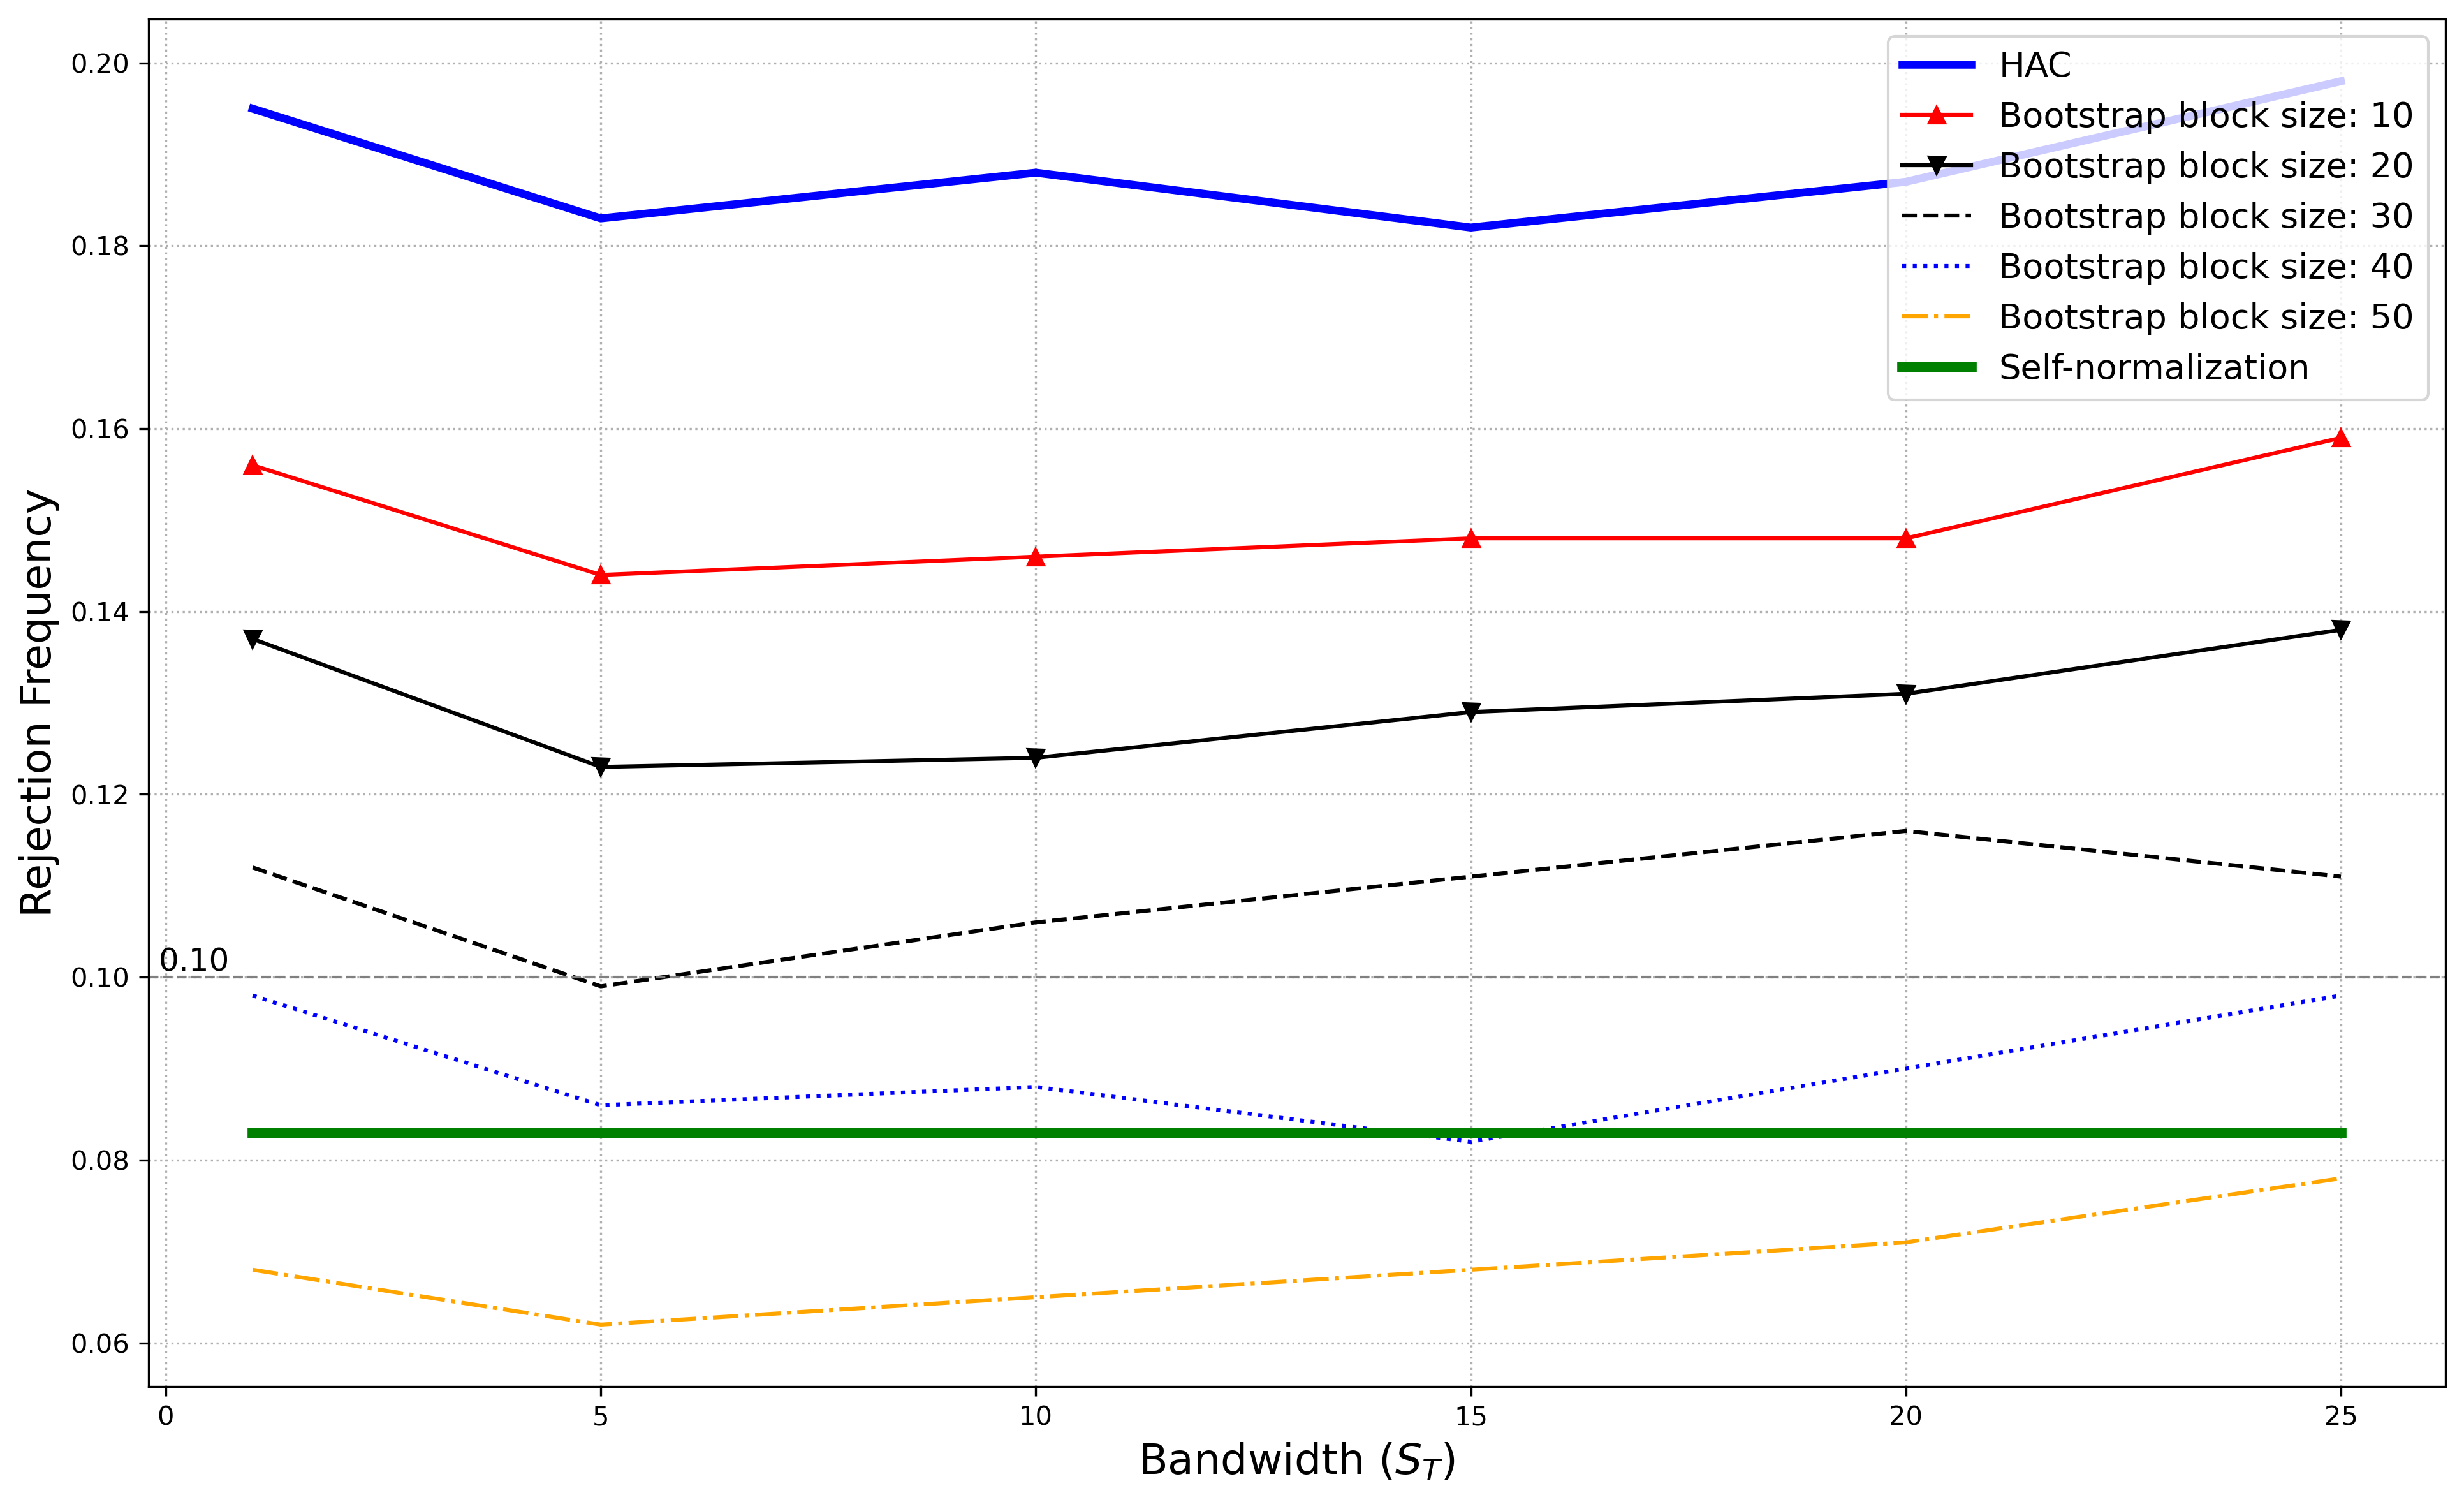 HAC
Bootstrap block size: 10
Bootstrap block size: 20
Bootstrap block size: 30
Bootstrap block size: 40
Bootstrap block size: 50
Self-normalization
0.20
0.18
0.16
0.14
0.12
0.10
0.08
0.06
0.10
Rejection Frequency
0 5 10 15 20 25
Bandwidth (S_T)